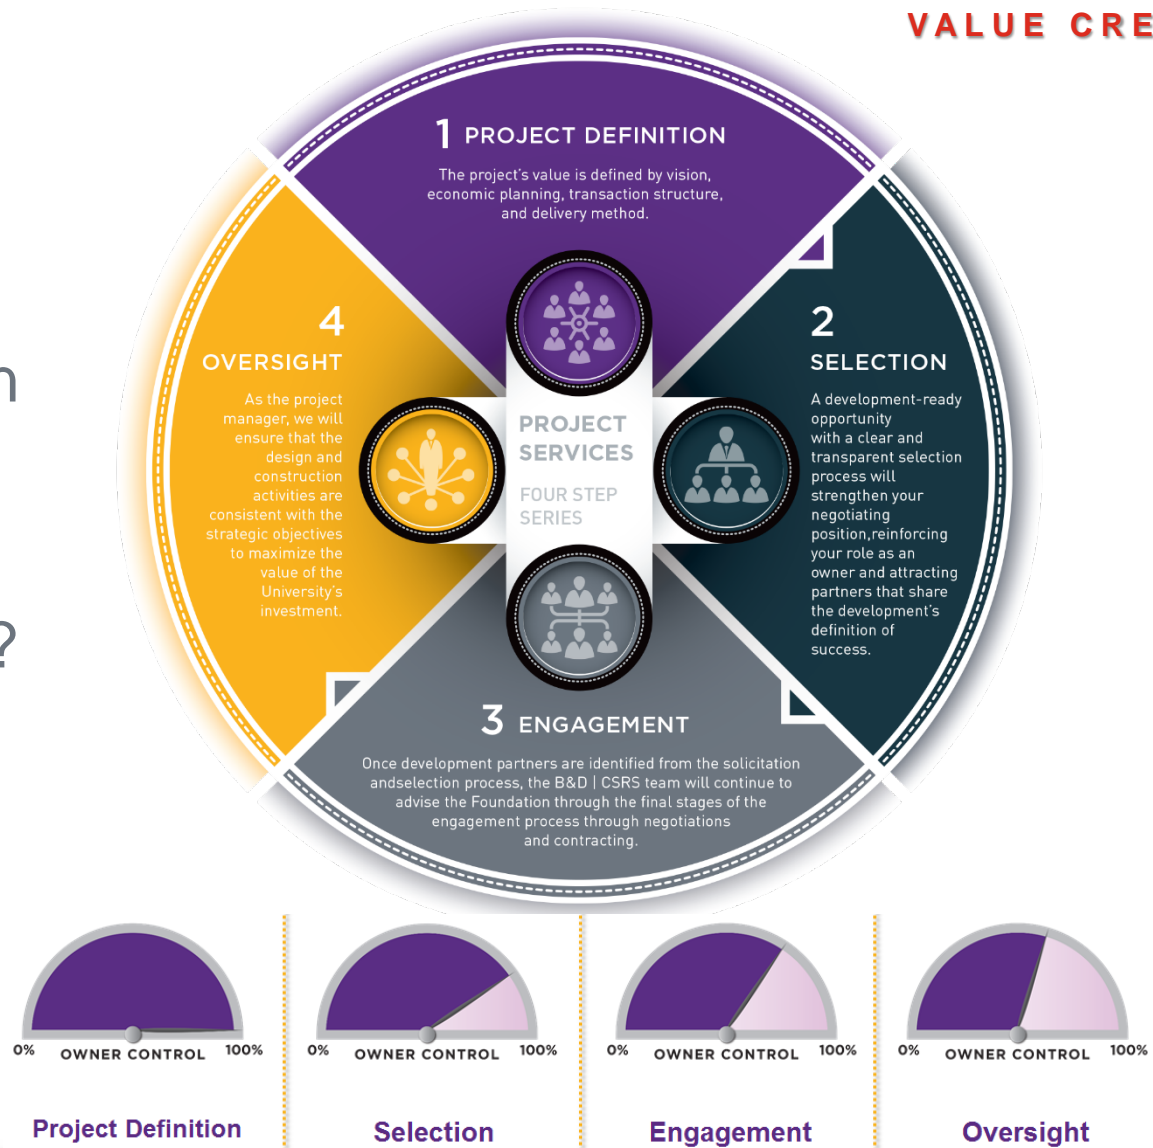 VALUE CRE
1 PROJECT DEFINITION
The project's value is defined by vision,
economic planning, transaction structure,
and delivery method.
2
SELECTION
A development-ready
opportunity
with a clear and
transparent selection
process will
strengthen your
negotiating
position,reinforcing
your role as an
owner and attracting
partners that share
the development's
definition of
success.
4
OVERSIGHT
As the project
manager, we will
ensure that the
design and
construction
activities are
consistent with the
strategic objectives
to maximize the
value of the
University's
investment.
n
?
PROJECT
SERVICES
FOUR STEP
SERIES
3 ENGAGEMENT
Once development partners are identified from the solicitation
andselection process, the B&D | CSRS team will continue to
advise the Foundation through the final stages of the
engagement process through negotiations
and contracting.
0% OWNER CONTROL 100%
0% OWNER CONTROL 100%
0% OWNER CONTROL 100%
0% OWNER CONTROL 100%
Project Definition
Selection
Engagement
Oversight